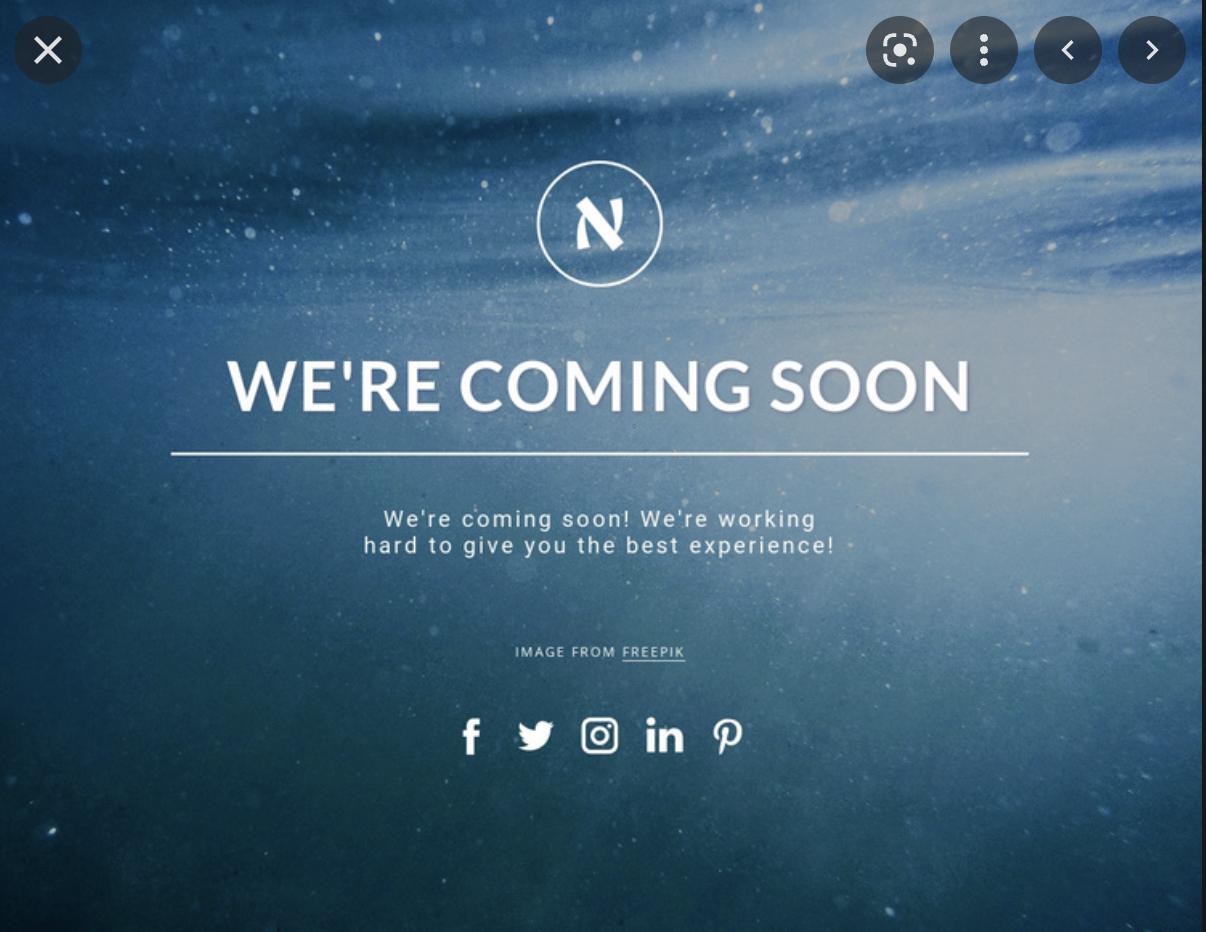 א
WE'RE COMING SOON
We're coming soon! We're working
hard to give you the best experience!
IMAGE FROM FREEPIK
f in